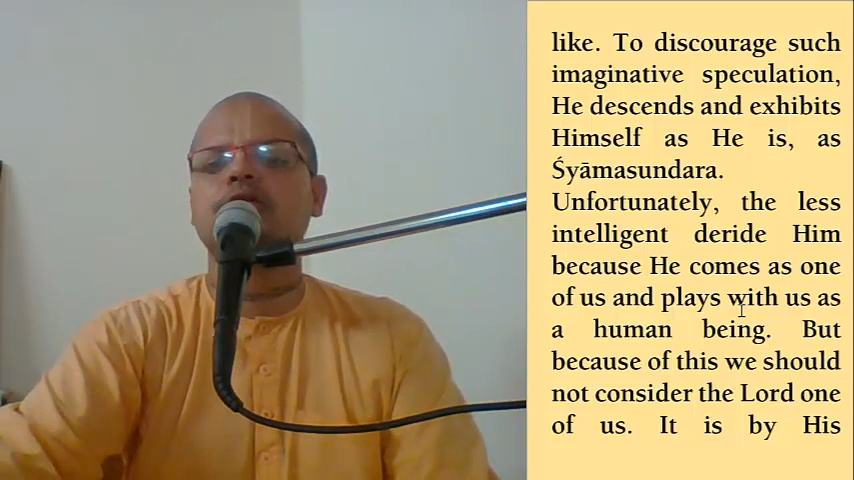 like. To discourage such
imaginative speculation,
He descends and exhibits
Himself as He is, as
Śyāmasundara.
Unfortunately, the less
intelligent deride Him
because He comes as one
of us and plays with us as
a human being. But
because of this we should
not consider the Lord one
of us. It is by His